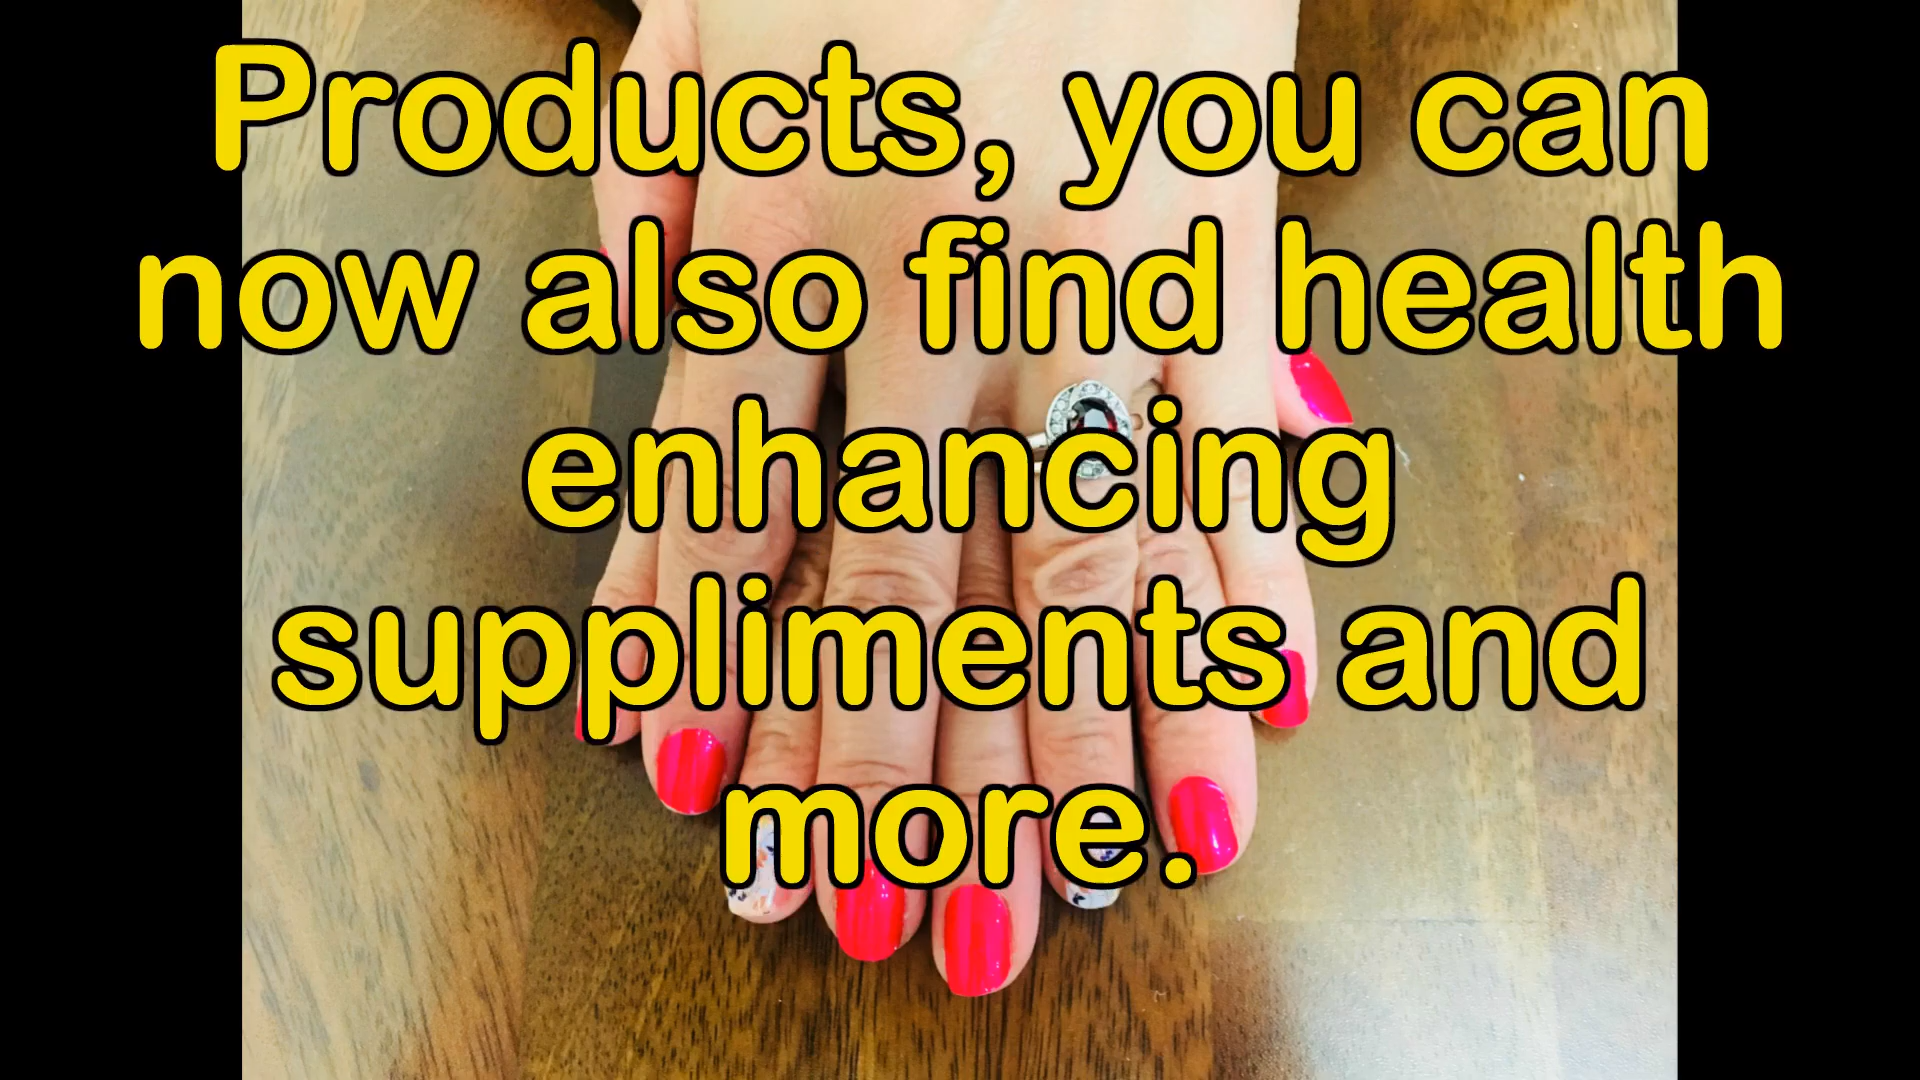 Products, you can
now also find health
enhancing
suppliments and
more.